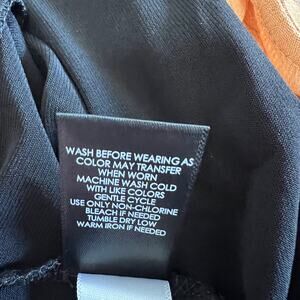 WASH BEFORE WEARING AS
COLOR MAY TRANSFER
WHEN WORN
MACHINE WASH COLD
WITH LIKE COLORS
GENTLE CYCLE
USE ONLY NON-CHLORINE
BLEACH IF NEEDED
TUMBLE DRY LOW
WARM IRON IF NEEDED